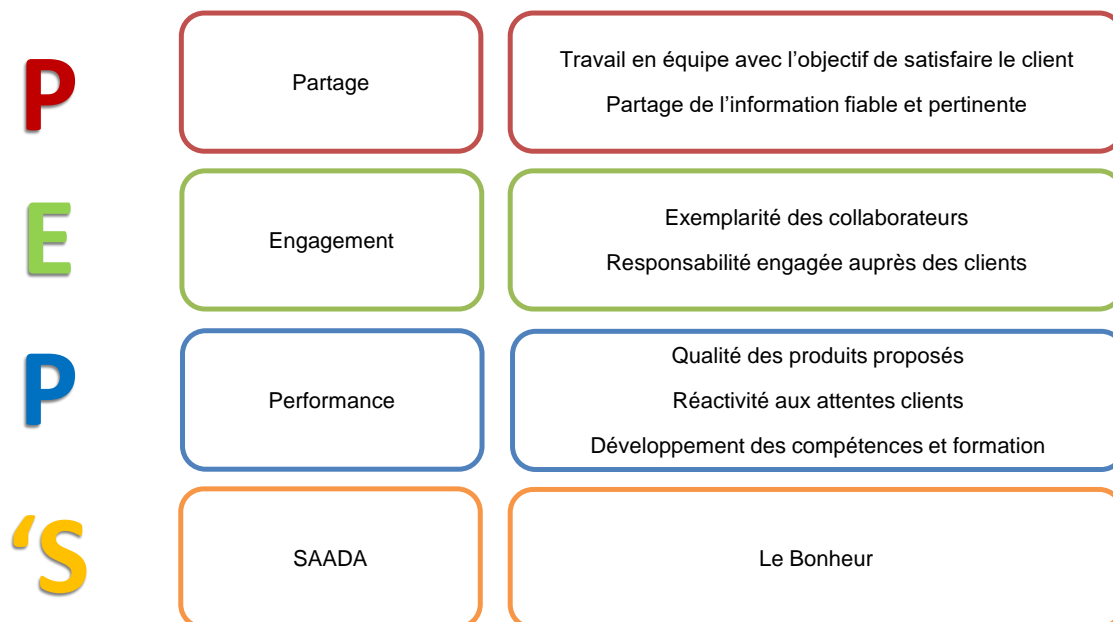 P
Partage
Travail en équipe avec l’objectif de satisfaire le client
Partage de l’information fiable et pertinente
E
Engagement
Exemplarité des collaborateurs
Responsabilité engagée auprès des clients
P
Performance
Qualité des produits proposés
Réactivité aux attentes clients
Développement des compétences et formation
‘S
SAADA
Le Bonheur